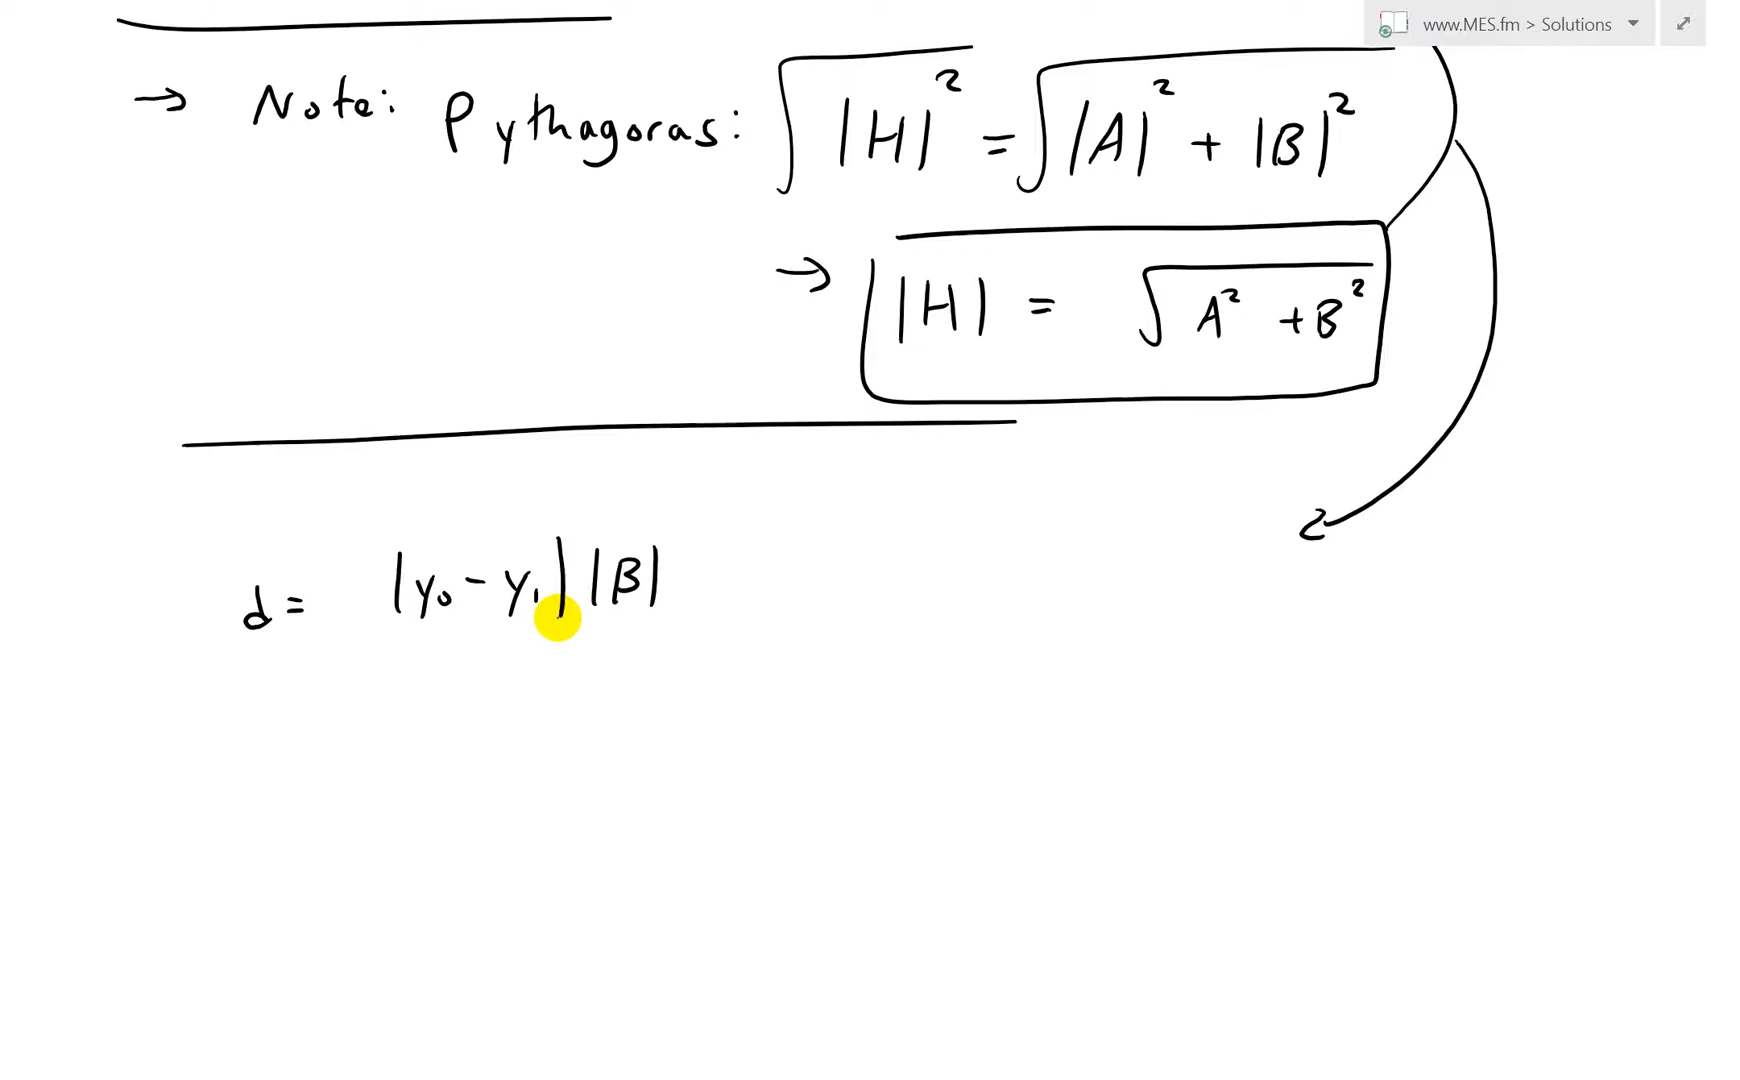 www.MES.fm > Solutions
→ Note: Pythagoras: √|H|² = √|A|² + |B|²
→ |H| = √A² + B²
d = |y₀ - y₁| |B|